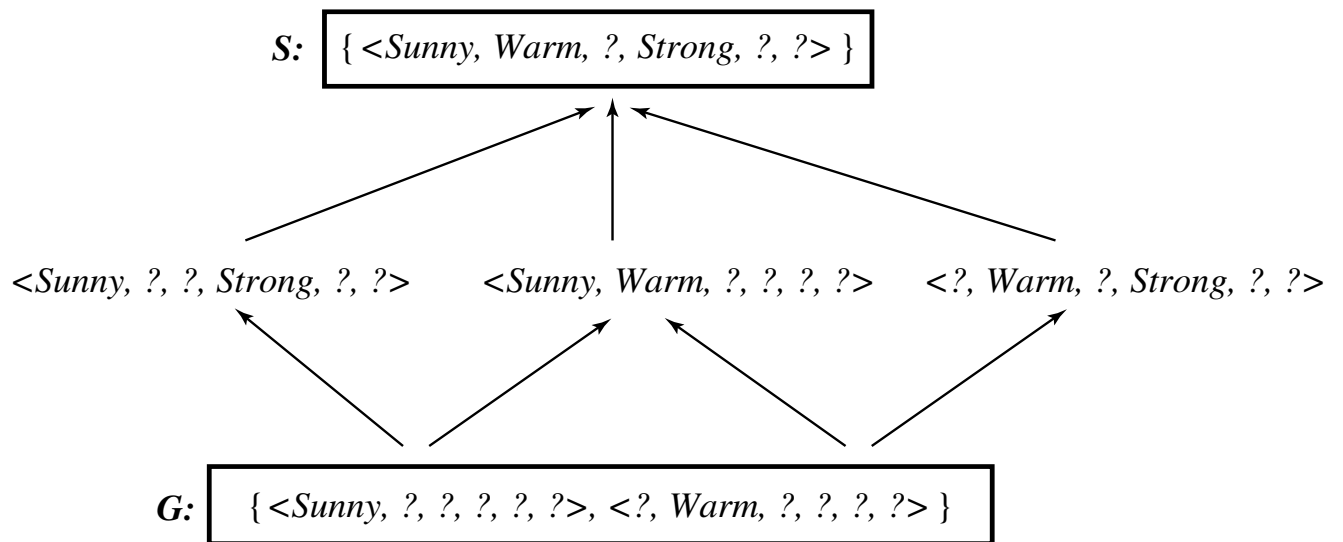 S: { <Sunny, Warm, ?, Strong, ?, ?> }
<Sunny, ?, ?, Strong, ?, ?> <Sunny, Warm, ?, ?, ?, ?> <?, Warm, ?, Strong, ?, ?>
G: { <Sunny, ?, ?, ?, ?, ?>, <?, Warm, ?, ?, ?, ?> }